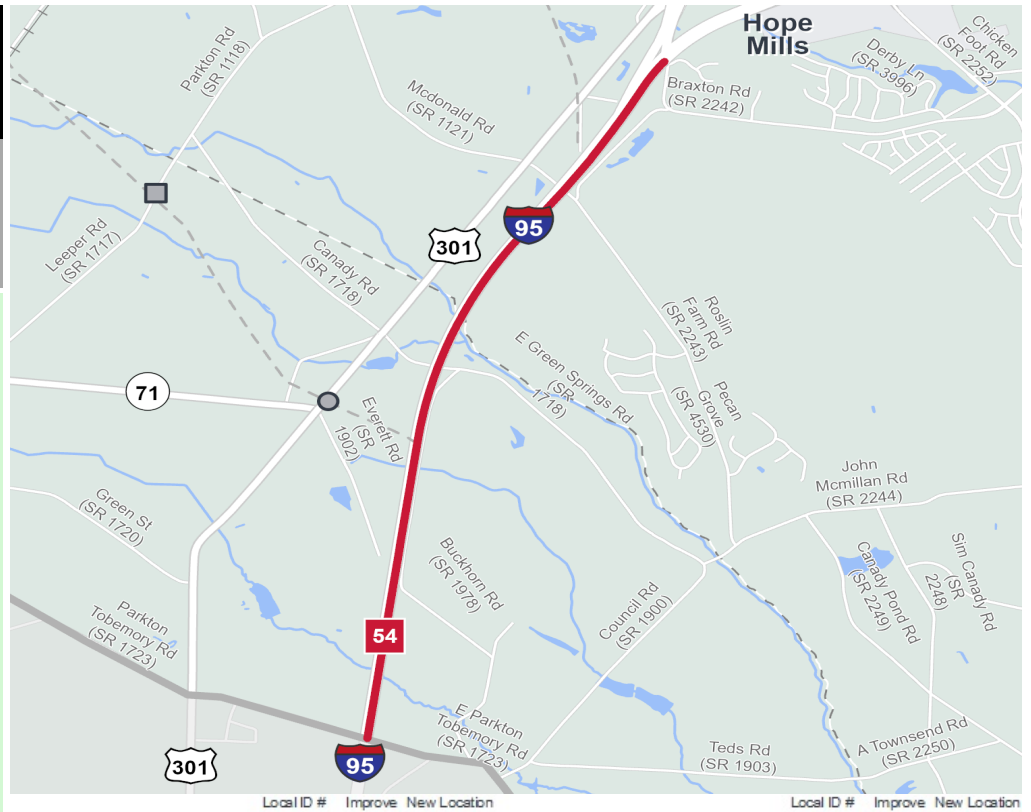 Hope
Mills
Chicken
Foot Rd
(SR 2252)
Derby Ln
(SR 3996)
Braxton Rd
(SR 2242)
Parkton Rd
(SR 1118)
Mcdonald Rd
(SR 1121)
95
301
Leeper Rd
(SR 1717)
Canady Rd
(SR 1718)
Roslin
Farm Rd
(SR 2243)
E Green Springs Rd
(SR
1718)
71
Everett Rd
(SR
1902)
Pecan
Grove
(SR 4530)
John
Mcmillan Rd
(SR 2244)
Green St
(SR 1720)
Buckhorn Rd
(SR 1978)
Council Rd
(SR 1900)
Canady Pond Rd
(SR 2249)
Sim Canady Rd
(SR
2248)
Parkton
Tobemory Rd
(SR 1723)
54
E Parkton
Tobemory Rd
(SR 1723)
Teds Rd
(SR 1903)
A Townsend Rd
(SR 2250)
301
95
Local ID # Improve New Location
Local ID # Improve New Location